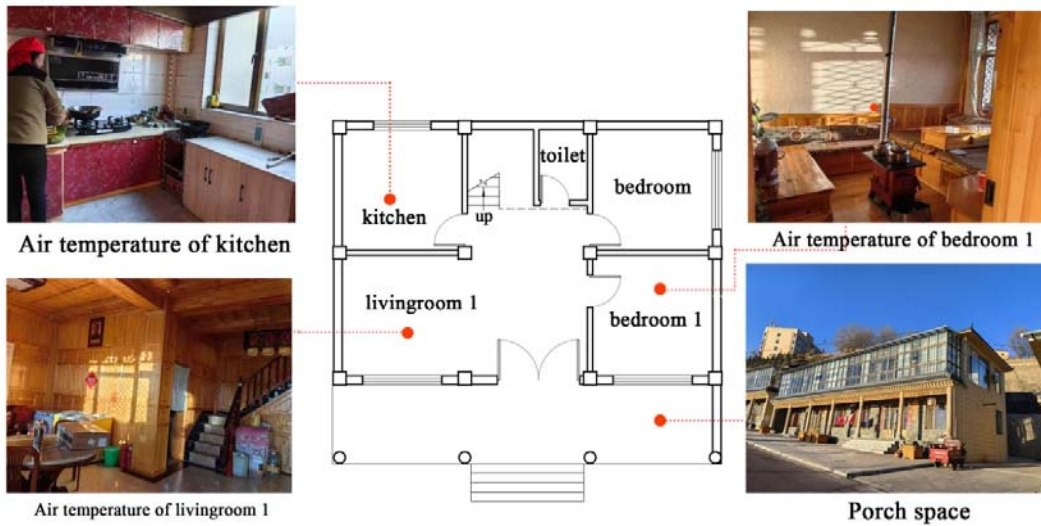 Air temperature of kitchen
Air temperature of livingroom 1
kitchen
up
toilet
bedroom
livingroom 1
bedroom 1
Air temperature of bedroom 1
Porch space